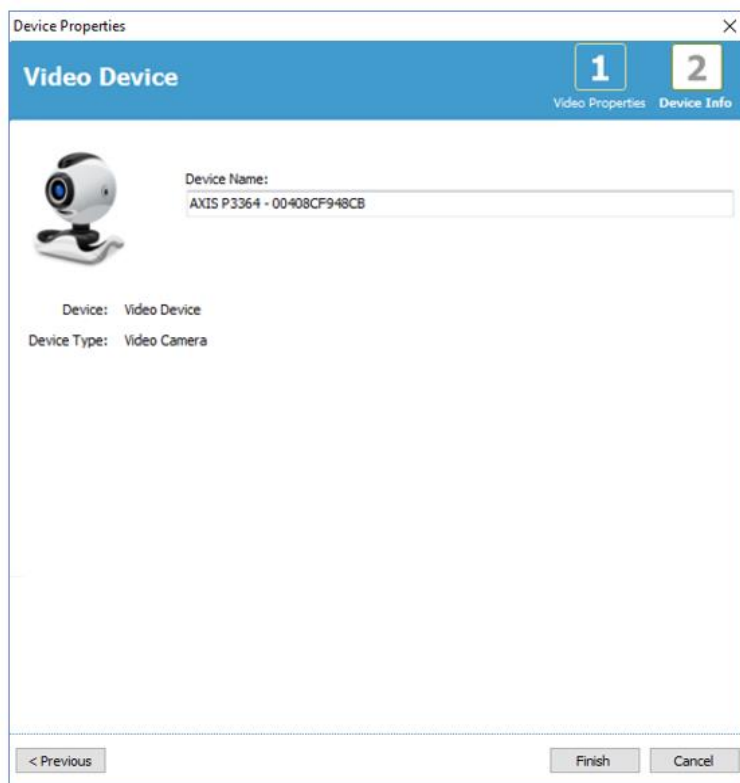 Device Properties
Video Device
1
2
Video Properties
Device Info
Device Name:
AXIS P3364 - 00408CF948CB
Device: Video Device
Device Type: Video Camera
< Previous
Finish
Cancel